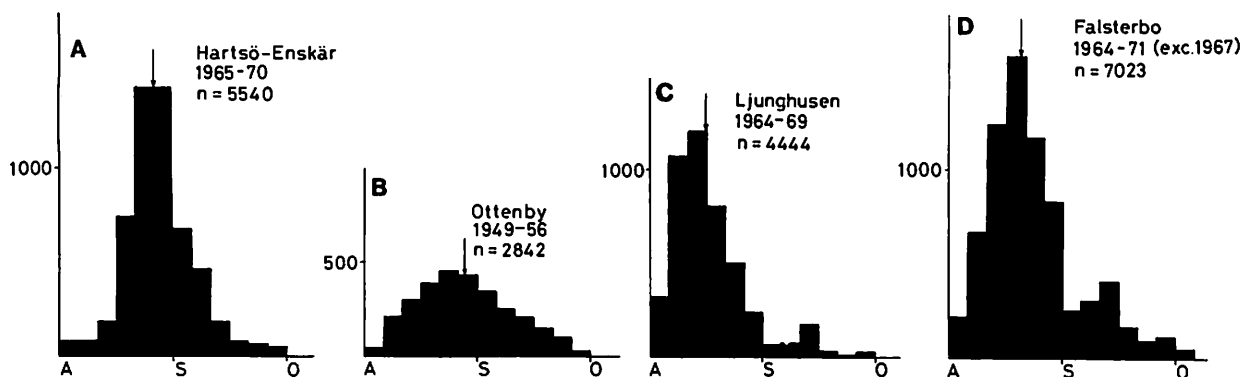 A
Hartsö-Enskär
1965-70
n = 5540
1000
A S O
B
Ottenby
1949-56
n = 2842
500
A S O
C
Ljunghusen
1964-69
n = 4444
1000
A S O
D
Falsterbo
1964-71 (exc.1967)
n = 7023
1000
A S O